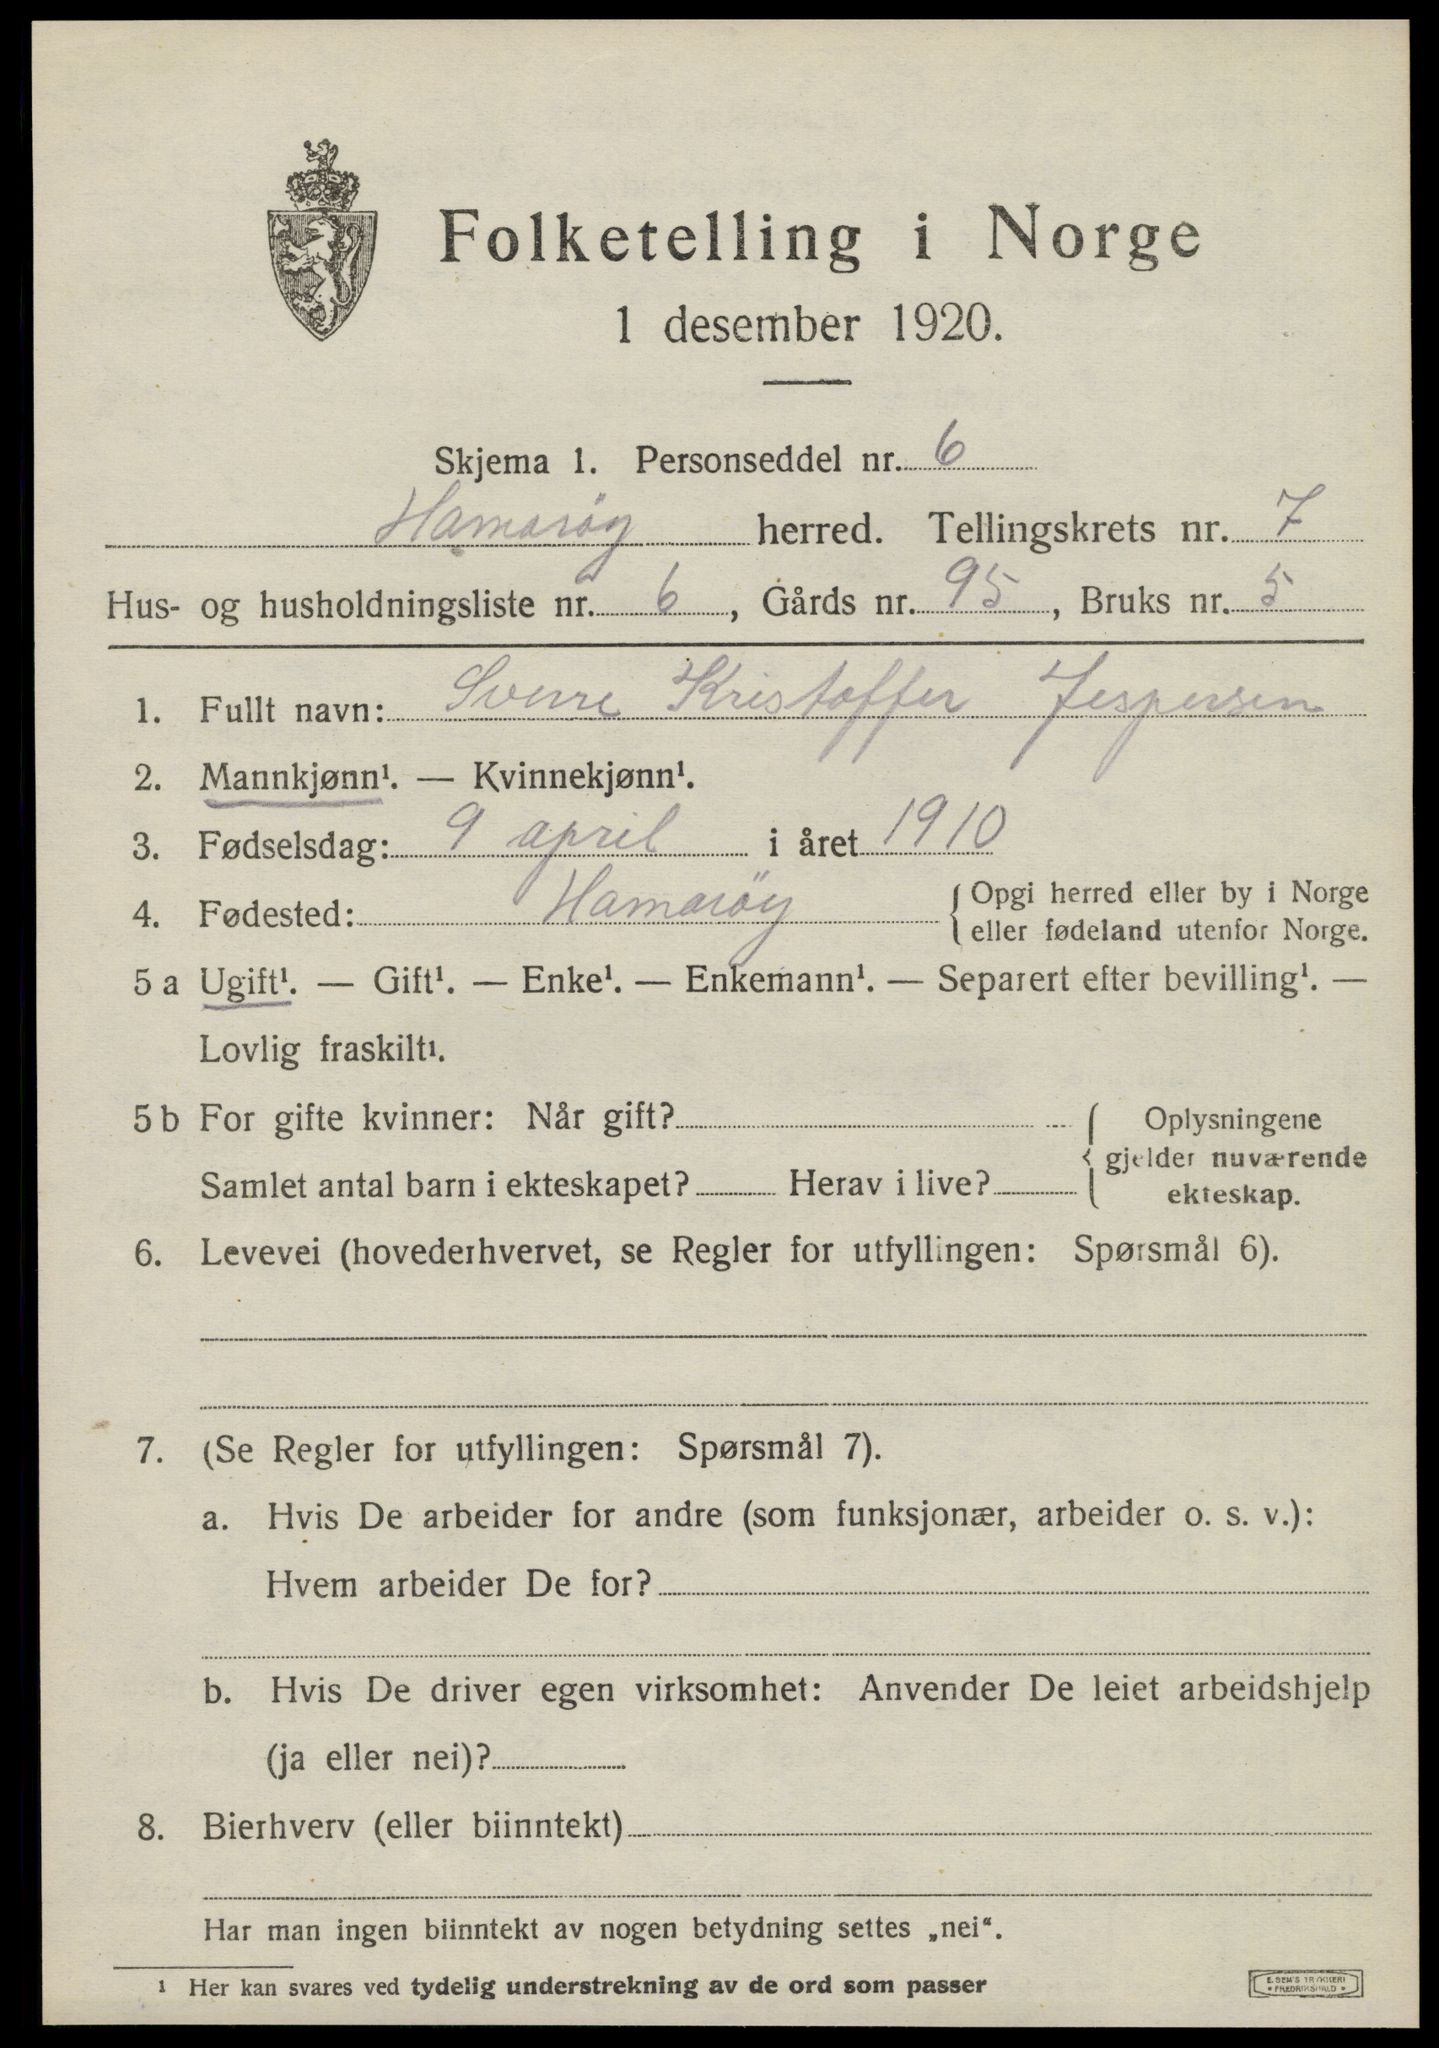 Folketelling i Norge
1 desember 1920.
Skjema 1. Personseddel nr. 6
Hamarøy herred. Tellingskrets nr. 7
Hus- og husholdningsliste nr. 6, Gårds nr. 95, Bruks nr. 5
1. Fullt navn: Sverre Kristoffer Jespersen
2. Mannkjønn¹. — Kvinnekjønn¹.
3. Fødselsdag: 9 april i året 1910
4. Fødested: Hamarøy { Opgi herred eller by i Norge
eller fødeland utenfor Norge.
5 a Ugift¹. — Gift¹. — Enke¹. — Enkemann¹. — Separert efter bevilling¹. —
Lovlig fraskilt¹.
5 b For gifte kvinner: Når gift? { Oplysningene
gjelder nuværende
Samlet antal barn i ekteskapet? Herav i live? ekteskap.
6. Levevei (hovederhvervet, se Regler for utfyllingen: Spørsmål 6).
7. (Se Regler for utfyllingen: Spørsmål 7).
a. Hvis De arbeider for andre (som funksjonær, arbeider o. s. v.):
Hvem arbeider De for?
b. Hvis De driver egen virksomhet: Anvender De leiet arbeidshjelp
(ja eller nei)?
8. Bierhverv (eller biinntekt)
Har man ingen biinntekt av nogen betydning settes „nei“.
¹ Her kan svares ved tydelig understrekning av de ord som passer
E. SEM'S TRYKKERI
* FREDRIKSHALD *